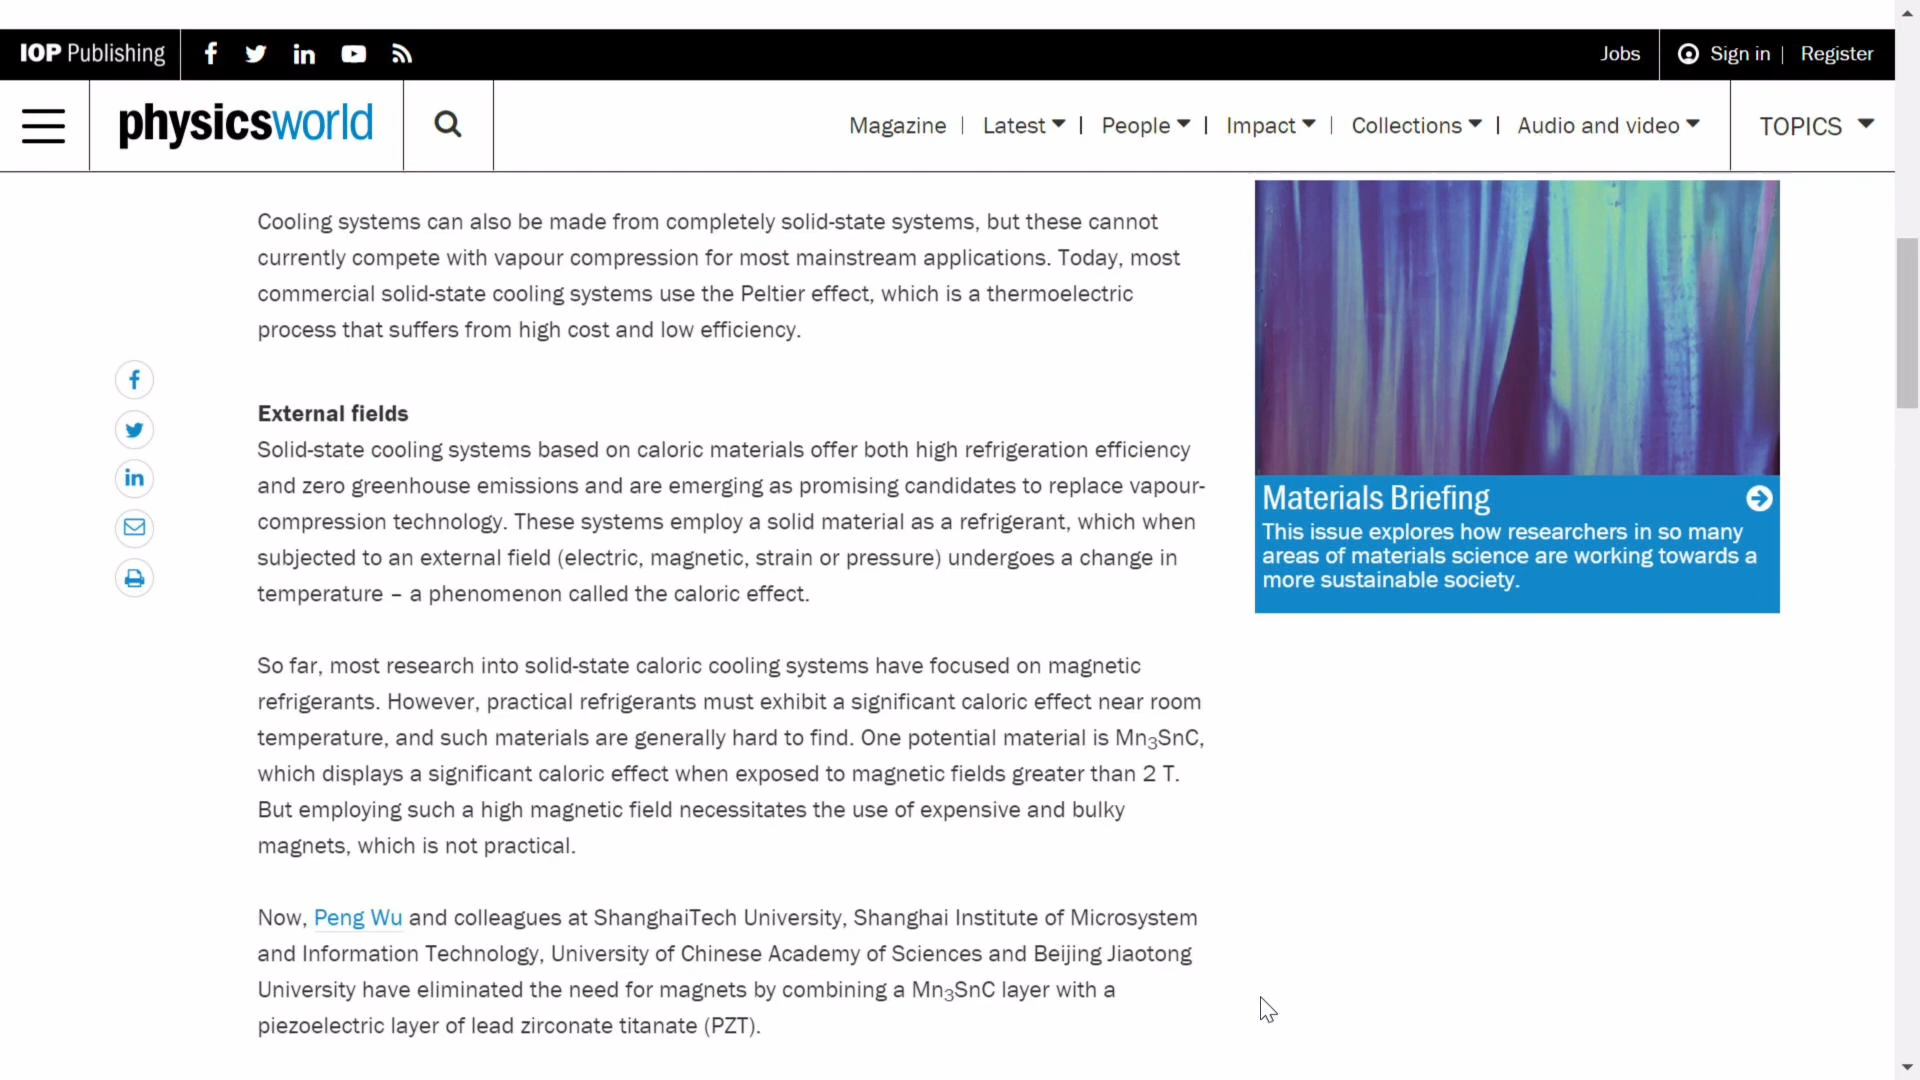 IOP Publishing
Jobs
Sign in | Register
physicsworld
Magazine | Latest | People | Impact | Collections | Audio and video
TOPICS
Cooling systems can also be made from completely solid-state systems, but these cannot
currently compete with vapour compression for most mainstream applications. Today, most
commercial solid-state cooling systems use the Peltier effect, which is a thermoelectric
process that suffers from high cost and low efficiency.
External fields
Solid-state cooling systems based on caloric materials offer both high refrigeration efficiency
and zero greenhouse emissions and are emerging as promising candidates to replace vapour-
compression technology. These systems employ a solid material as a refrigerant, which when
subjected to an external field (electric, magnetic, strain or pressure) undergoes a change in
temperature – a phenomenon called the caloric effect.
So far, most research into solid-state caloric cooling systems have focused on magnetic
refrigerants. However, practical refrigerants must exhibit a significant caloric effect near room
temperature, and such materials are generally hard to find. One potential material is Mn₃SnC,
which displays a significant caloric effect when exposed to magnetic fields greater than 2 T.
But employing such a high magnetic field necessitates the use of expensive and bulky
magnets, which is not practical.
Now, Peng Wu and colleagues at ShanghaiTech University, Shanghai Institute of Microsystem
and Information Technology, University of Chinese Academy of Sciences and Beijing Jiaotong
University have eliminated the need for magnets by combining a Mn₃SnC layer with a
piezoelectric layer of lead zirconate titanate (PZT).
Materials Briefing
This issue explores how researchers in so many
areas of materials science are working towards a
more sustainable society.